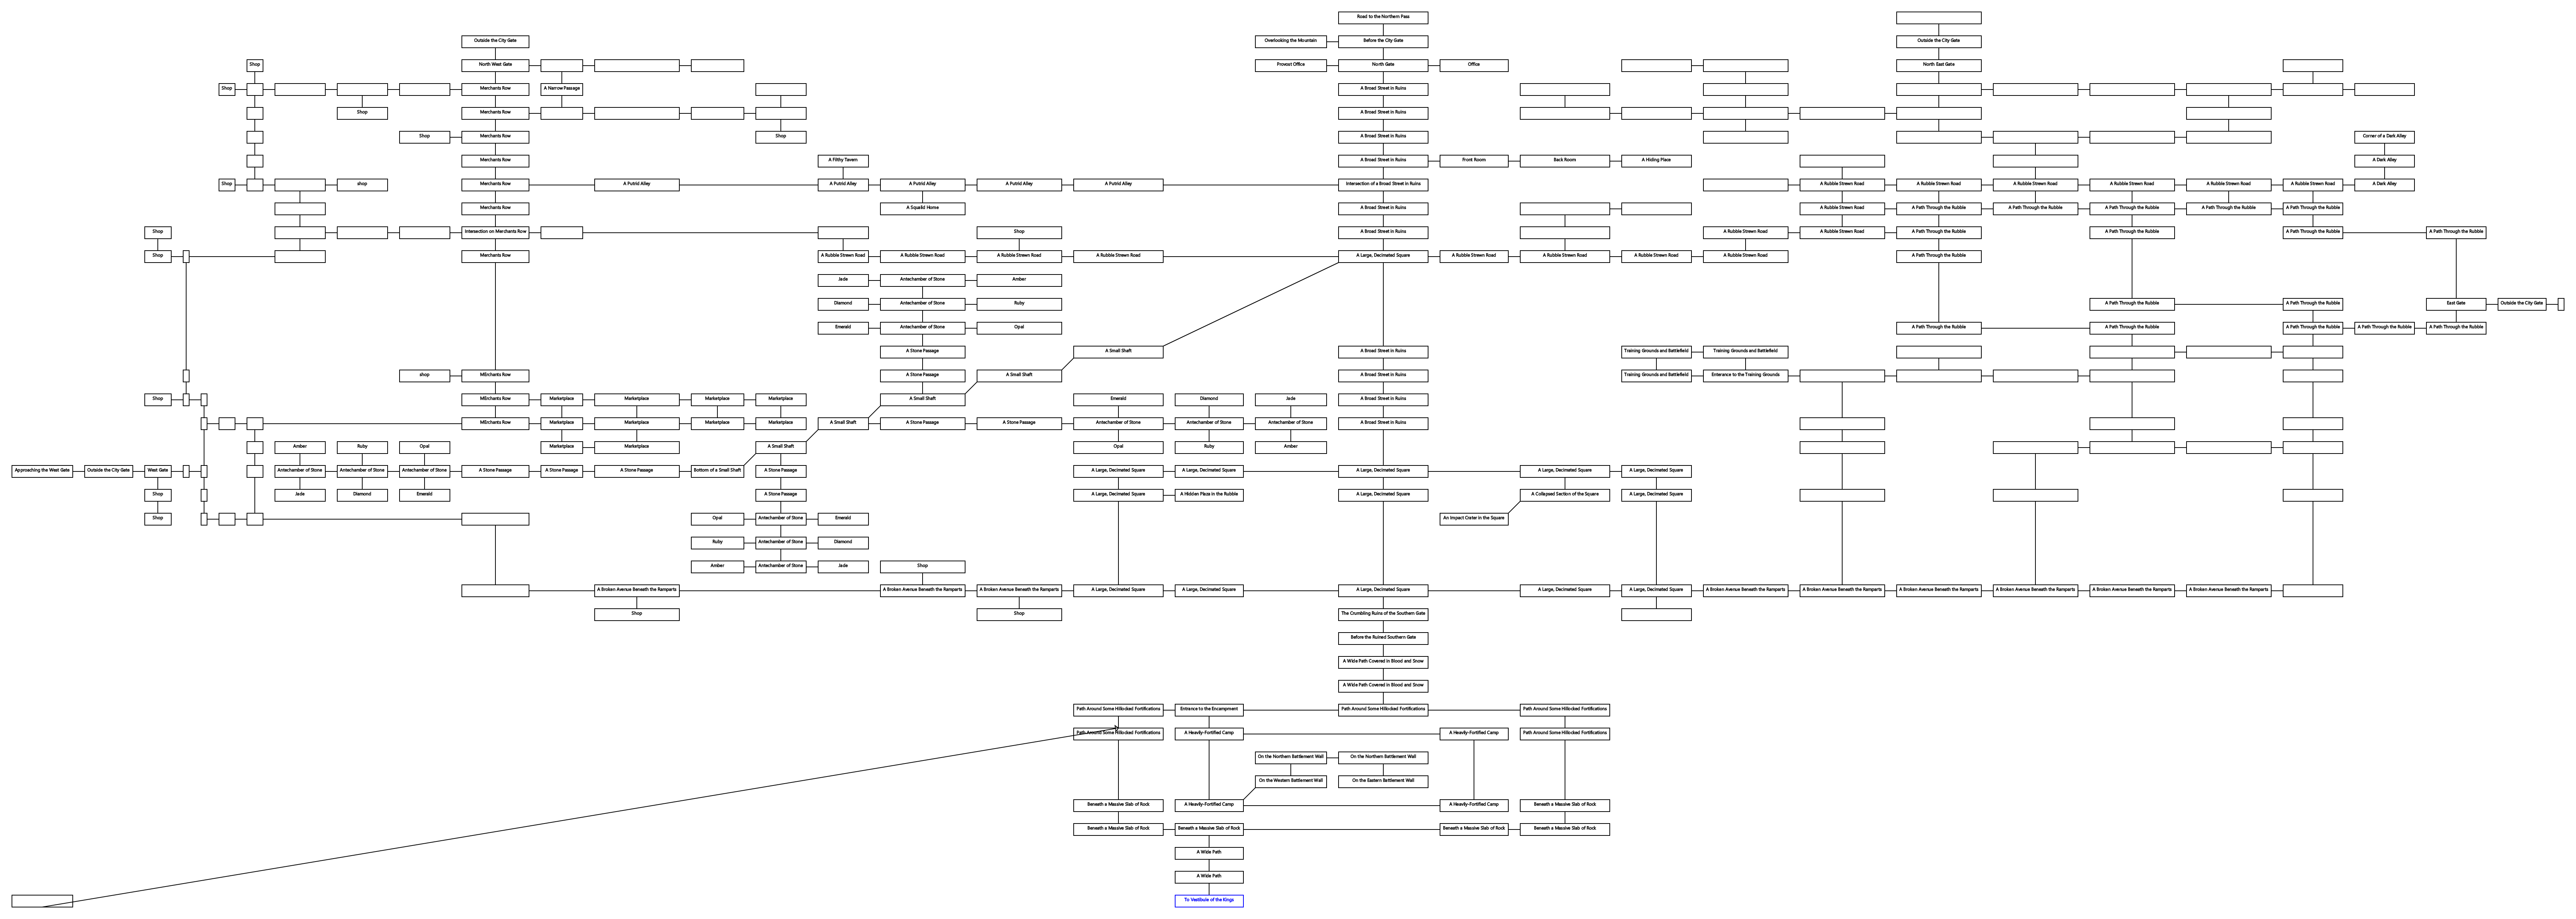 Road to the Northern Pass
Outside the City Gate
Overlooking the Mountain
Before the City Gate
Outside the City Gate
Shop
North West Gate
Provost Office
North Gate
Office
North East Gate
Shop
Merchants Row
A Narrow Passage
A Broad Street in Ruins
Shop
Merchants Row
A Broad Street in Ruins
Shop
Merchants Row
Shop
A Broad Street in Ruins
Corner of a Dark Alley
Merchants Row
A Filthy Tavern
A Broad Street in Ruins
Front Room
Back Room
A Hiding Place
A Dark Alley
Shop
shop
Merchants Row
A Putrid Alley
A Putrid Alley
A Putrid Alley
A Putrid Alley
A Putrid Alley
Intersection of a Broad Street in Ruins
A Rubble Strewn Road
A Rubble Strewn Road
A Rubble Strewn Road
A Rubble Strewn Road
A Rubble Strewn Road
A Rubble Strewn Road
A Dark Alley
Merchants Row
A Squalid Home
A Broad Street in Ruins
A Rubble Strewn Road
A Path Through the Rubble
A Path Through the Rubble
A Path Through the Rubble
A Path Through the Rubble
A Path Through the Rubble
Shop
Intersection on Merchants Row
Shop
A Broad Street in Ruins
A Rubble Strewn Road
A Rubble Strewn Road
A Path Through the Rubble
A Path Through the Rubble
A Path Through the Rubble
A Path Through the Rubble
Shop
Merchants Row
A Rubble Strewn Road
A Rubble Strewn Road
A Rubble Strewn Road
A Rubble Strewn Road
A Large, Decimated Square
A Rubble Strewn Road
A Rubble Strewn Road
A Rubble Strewn Road
A Rubble Strewn Road
A Path Through the Rubble
Jade
Antechamber of Stone
Amber
Diamond
Antechamber of Stone
Ruby
A Path Through the Rubble
A Path Through the Rubble
East Gate
Outside the City Gate
Emerald
Antechamber of Stone
Opal
A Path Through the Rubble
A Path Through the Rubble
A Path Through the Rubble
A Path Through the Rubble
A Path Through the Rubble
A Stone Passage
A Small Shaft
A Broad Street in Ruins
Training Grounds and Battlefield
Training Grounds and Battlefield
shop
MErchants Row
A Stone Passage
A Small Shaft
A Broad Street in Ruins
Training Grounds and Battlefield
Enterance to the Training Grounds
Shop
MErchants Row
Marketplace
Marketplace
Marketplace
Marketplace
A Small Shaft
Emerald
Diamond
Jade
A Broad Street in Ruins
MErchants Row
Marketplace
Marketplace
Marketplace
Marketplace
A Small Shaft
A Stone Passage
A Stone Passage
Antechamber of Stone
Antechamber of Stone
Antechamber of Stone
A Broad Street in Ruins
Amber
Ruby
Opal
Marketplace
Marketplace
A Small Shaft
Opal
Ruby
Amber
Approaching the West Gate
Outside the City Gate
West Gate
Antechamber of Stone
Antechamber of Stone
Antechamber of Stone
A Stone Passage
A Stone Passage
A Stone Passage
Bottom of a Small Shaft
A Stone Passage
A Large, Decimated Square
A Large, Decimated Square
A Large, Decimated Square
A Large, Decimated Square
A Large, Decimated Square
Shop
Jade
Diamond
Emerald
A Stone Passage
A Large, Decimated Square
A Hidden Plaza in the Rubble
A Large, Decimated Square
A Collapsed Section of the Square
A Large, Decimated Square
Shop
Opal
Antechamber of Stone
Emerald
An Impact Crater in the Square
Ruby
Antechamber of Stone
Diamond
Amber
Antechamber of Stone
Jade
Shop
A Broken Avenue Beneath the Ramparts
A Broken Avenue Beneath the Ramparts
A Broken Avenue Beneath the Ramparts
A Large, Decimated Square
A Large, Decimated Square
A Large, Decimated Square
A Large, Decimated Square
A Large, Decimated Square
A Broken Avenue Beneath the Ramparts
A Broken Avenue Beneath the Ramparts
A Broken Avenue Beneath the Ramparts
A Broken Avenue Beneath the Ramparts
A Broken Avenue Beneath the Ramparts
A Broken Avenue Beneath the Ramparts
Shop
Shop
The Crumbling Ruins of the Southern Gate
Before the Ruined Southern Gate
A Wide Path Covered in Blood and Snow
A Wide Path Covered in Blood and Snow
Path Around Some Hillocked Fortifications
Entrance to the Encampment
Path Around Some Hillocked Fortifications
Path Around Some Hillocked Fortifications
Path Around Some Hillocked Fortifications
A Heavily-Fortified Camp
A Heavily-Fortified Camp
Path Around Some Hillocked Fortifications
On the Northern Battlement Wall
On the Northern Battlement Wall
On the Western Battlement Wall
On the Eastern Battlement Wall
Beneath a Massive Slab of Rock
A Heavily-Fortified Camp
A Heavily-Fortified Camp
Beneath a Massive Slab of Rock
Beneath a Massive Slab of Rock
Beneath a Massive Slab of Rock
Beneath a Massive Slab of Rock
Beneath a Massive Slab of Rock
A Wide Path
A Wide Path
To Vestibule of the Kings